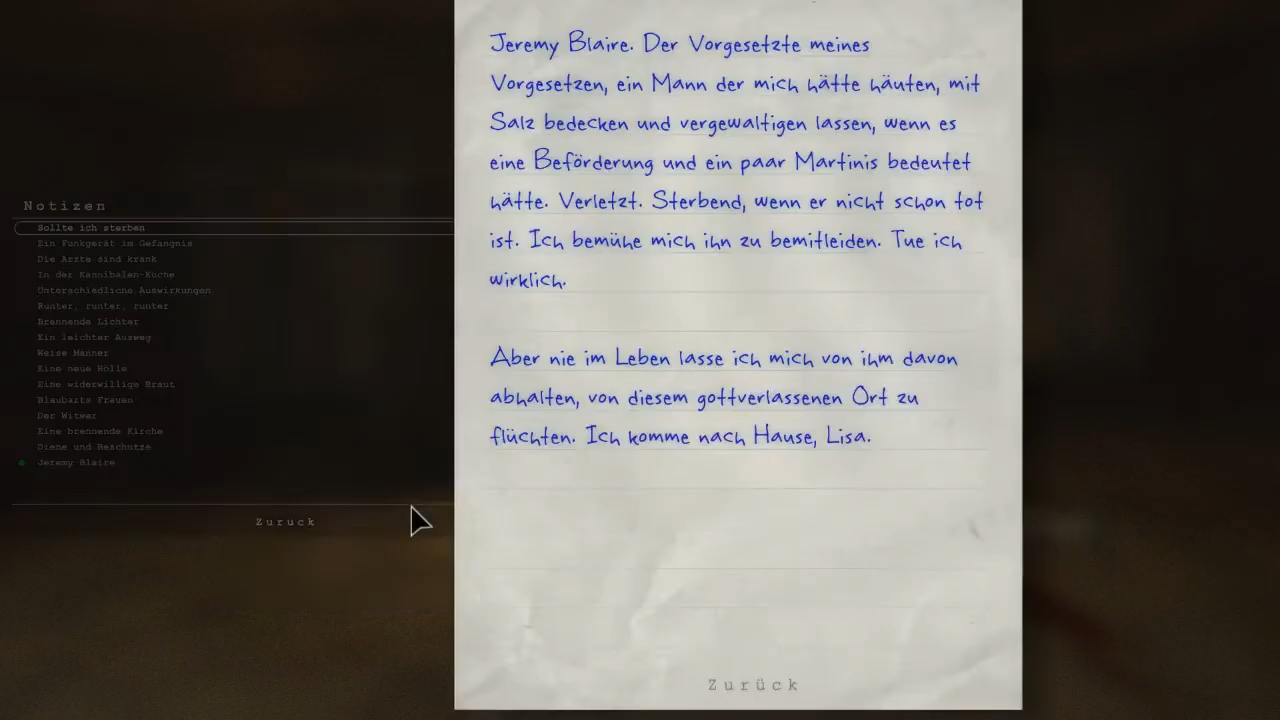 Notizen
Sollte ich sterben
Ein Funkgerät im Gefängnis
Die Ärzte sind krank
In der Kannibalen-Küche
Unterschiedliche Auswirkungen
Runter, runter, runter
Brennende Lichter
Ein leichter Ausweg
Weise Männer
Eine neue Hölle
Eine widerwillige Braut
Blaubarts Frauen
Der Witwer
Eine brennende Kirche
Diene und Beschütze
Jeremy Blaire
Zurück
Jeremy Blaire. Der Vorgesetzte meines
Vorgesetzen, ein Mann der mich hätte häuten, mit
Salz bedecken und vergewaltigen lassen, wenn es
eine Beförderung und ein paar Martinis bedeutet
hätte. Verletzt. Sterbend, wenn er nicht schon tot
ist. Ich bemühe mich ihn zu bemitleiden. Tue ich
wirklich.
Aber nie im Leben lasse ich mich von ihm davon
abhalten, von diesem gottverlassenen Ort zu
flüchten. Ich komme nach Hause, Lisa.
Zurück